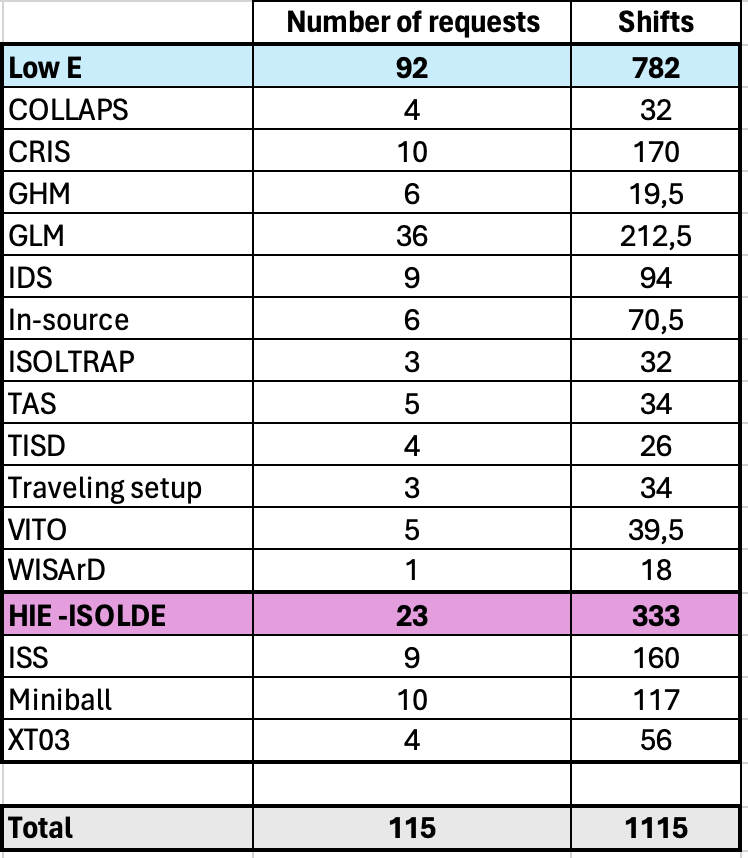 Number of requests Shifts
Low E 92 782
COLLAPS 4 32
CRIS 10 170
GHM 6 19,5
GLM 36 212,5
IDS 9 94
In-source 6 70,5
ISOLTRAP 3 32
TAS 5 34
TISD 4 26
Traveling setup 3 34
VITO 5 39,5
WISArD 1 18
HIE -ISOLDE 23 333
ISS 9 160
Miniball 10 117
XT03 4 56
Total 115 1115